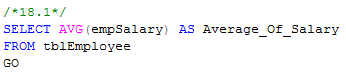 /*18.1*/
SELECT AVG(empSalary) AS Average_Of_Salary
FROM tblEmployee
GO